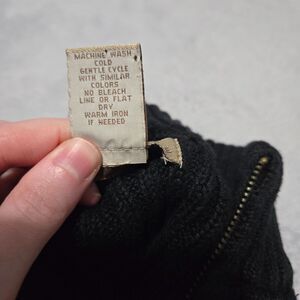 MACHINE WASH
COLD
GENTLE CYCLE
WITH SIMILAR
COLORS
NO BLEACH
LINE OR FLAT
DRY
WARM IRON
IF NEEDED